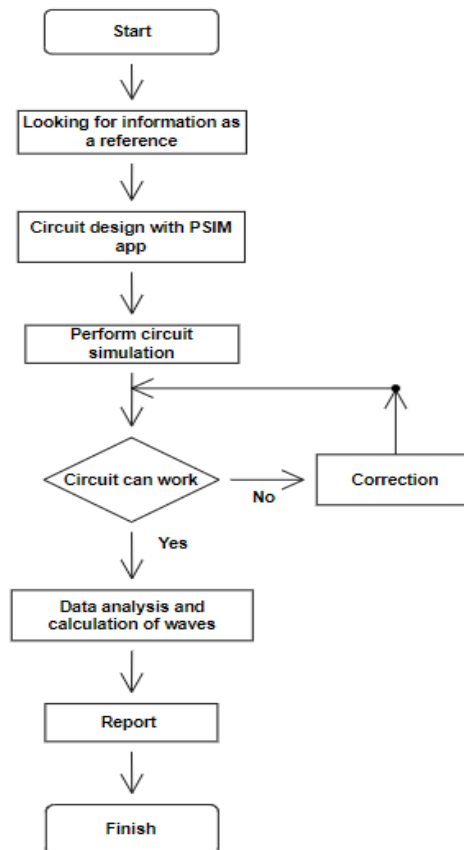 Start
Looking for information as
a reference
Circuit design with PSIM
app
Perform circuit
simulation
Circuit can work
No
Correction
Yes
Data analysis and
calculation of waves
Report
Finish